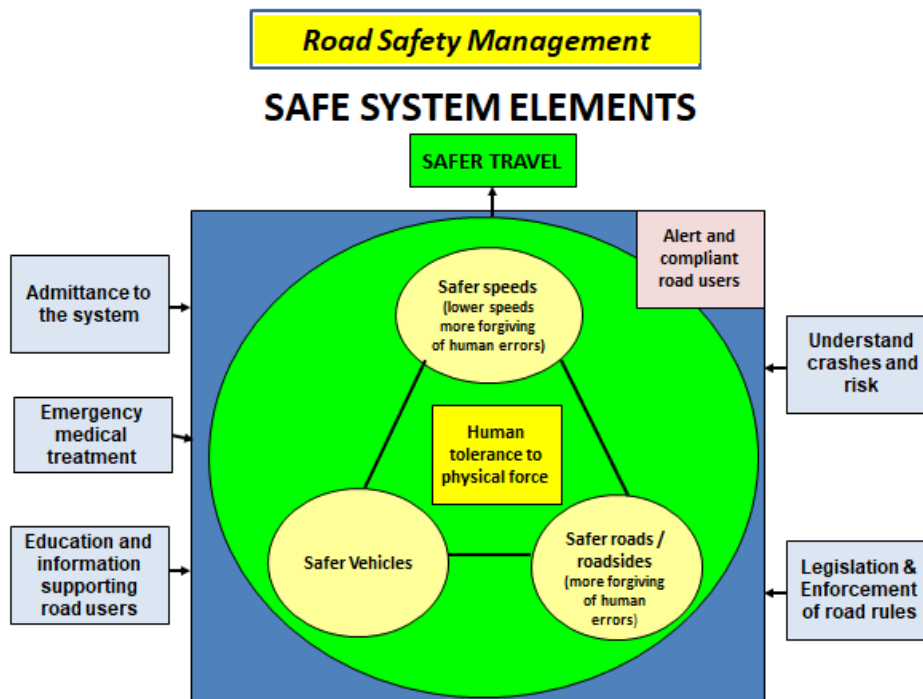 Road Safety Management
SAFE SYSTEM ELEMENTS
SAFER TRAVEL
Alert and
compliant
road users
Admittance to
the system
Safer speeds
(lower speeds
more forgiving
of human errors)
Understand
crashes and
risk
Emergency
medical
treatment
Human
tolerance to
physical force
Education and
information
supporting
road users
Safer Vehicles
Safer roads /
roadsides
(more forgiving
of human
errors)
Legislation &
Enforcement
of road rules